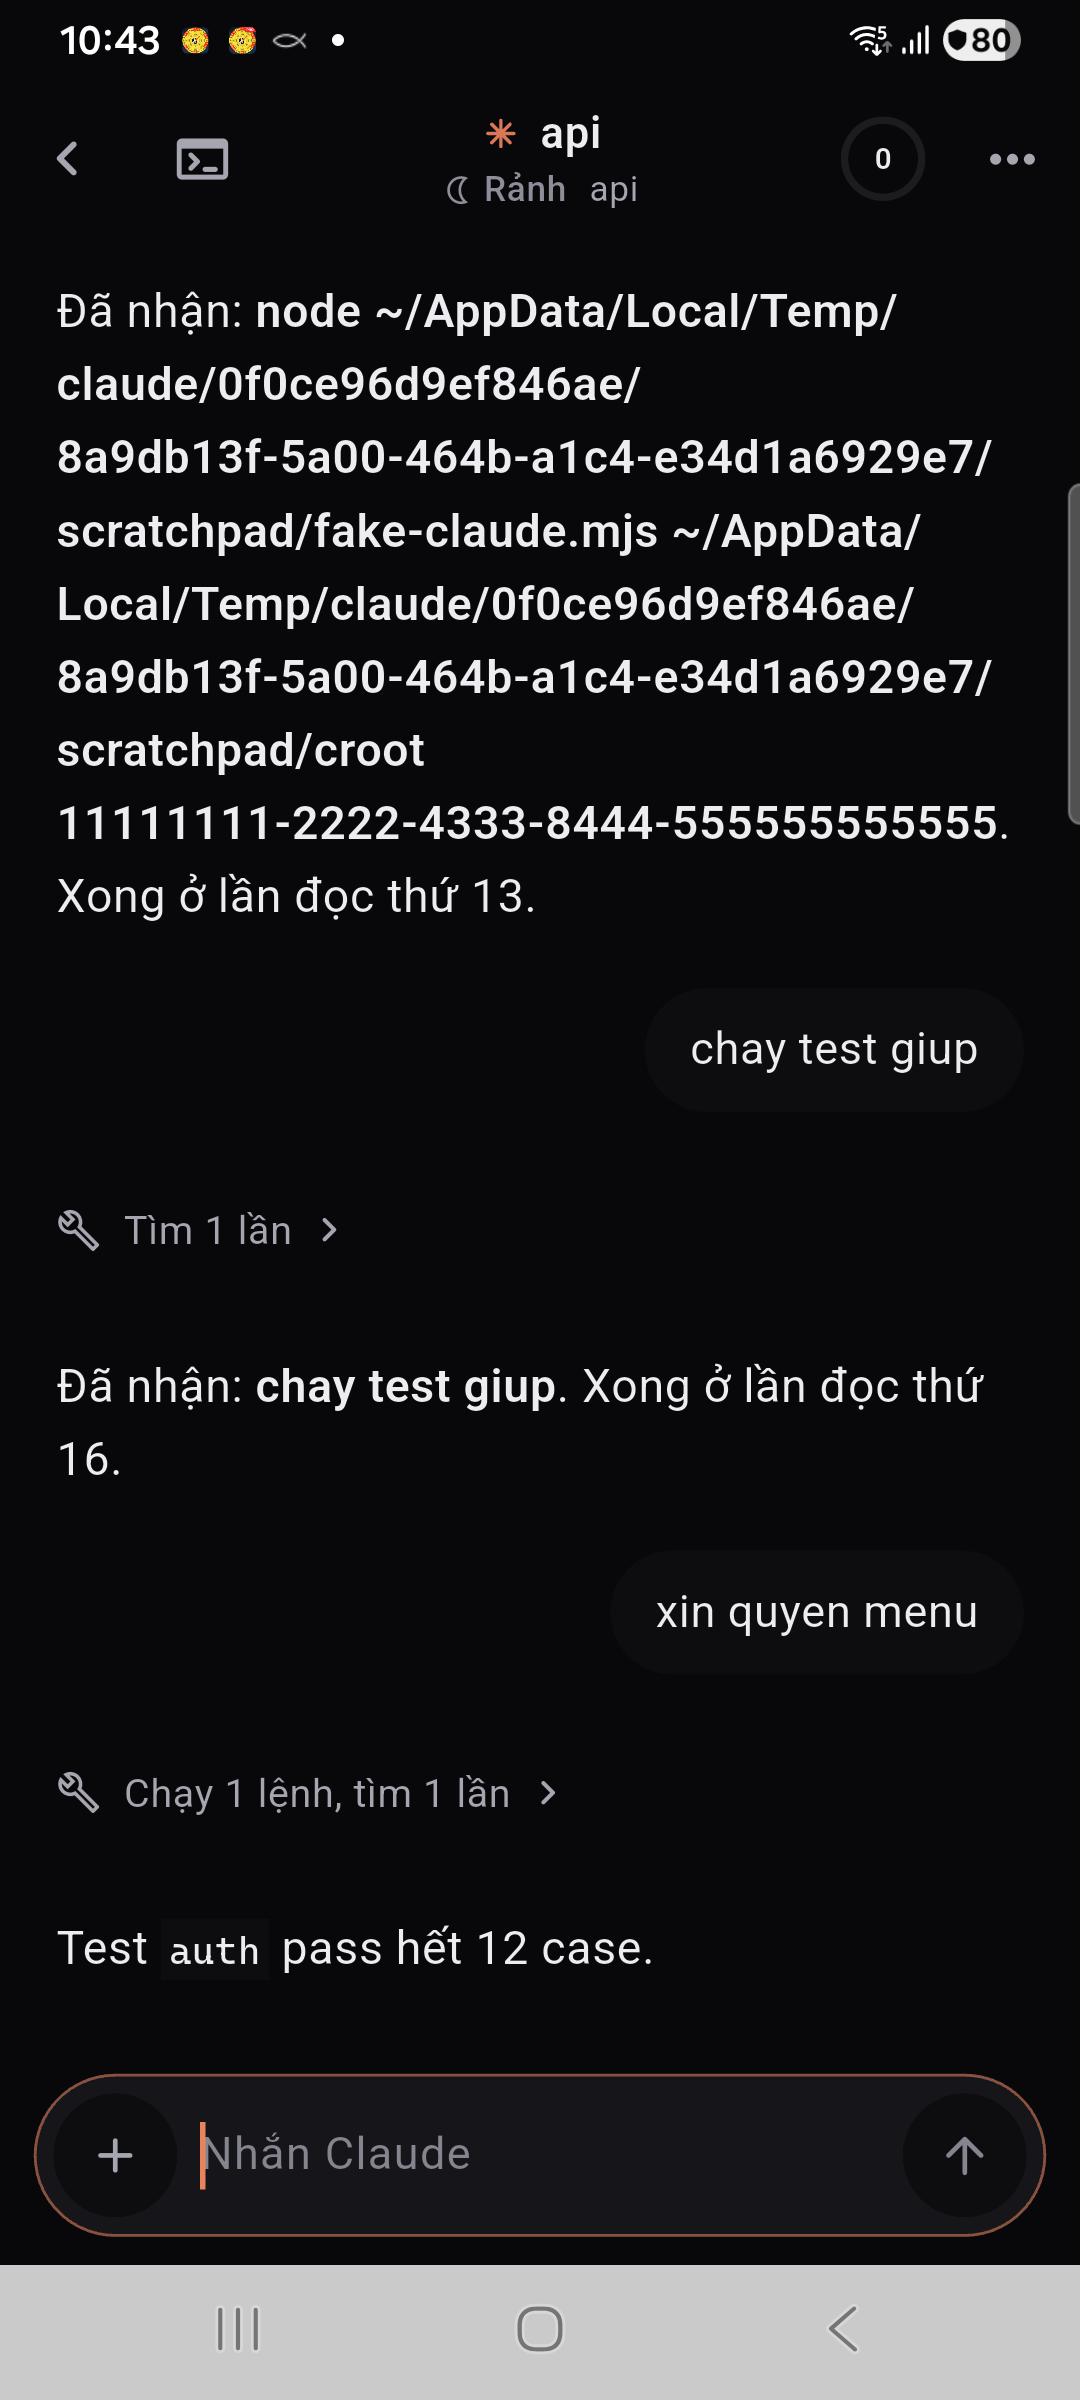 10:43
5
80
api
Rảnh api
0
Đã nhận: node ~/AppData/Local/Temp/
claude/0f0ce96d9ef846ae/
8a9db13f-5a00-464b-a1c4-e34d1a6929e7/
scratchpad/fake-claude.mjs ~/AppData/
Local/Temp/claude/0f0ce96d9ef846ae/
8a9db13f-5a00-464b-a1c4-e34d1a6929e7/
scratchpad/croot
11111111-2222-4333-8444-555555555555.
Xong ở lần đọc thứ 13.
chay test giup
Tìm 1 lần
Đã nhận: chay test giup. Xong ở lần đọc thứ
16.
xin quyen menu
Chạy 1 lệnh, tìm 1 lần
Test auth pass hết 12 case.
Nhắn Claude